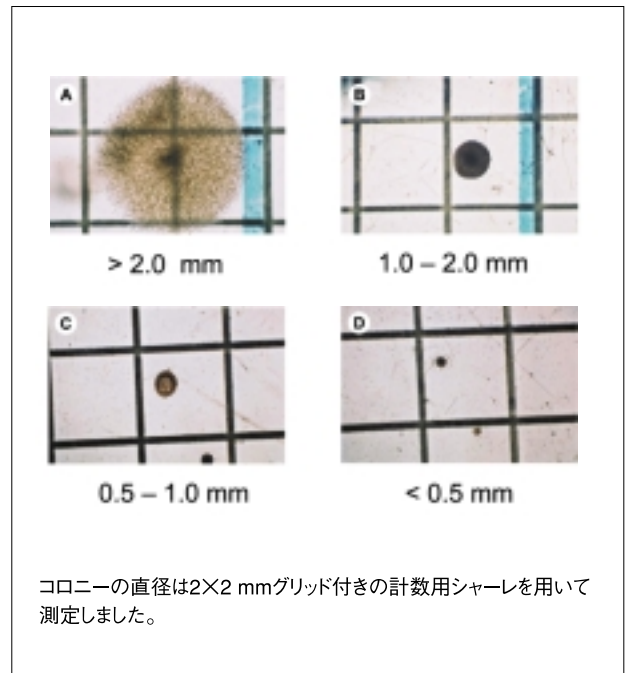 A
B
> 2.0 mm
1.0 – 2.0 mm
C
D
0.5 – 1.0 mm
< 0.5 mm
コロニーの直径は2×2 mmグリッド付きの計数用シャーレを用いて
測定しました。